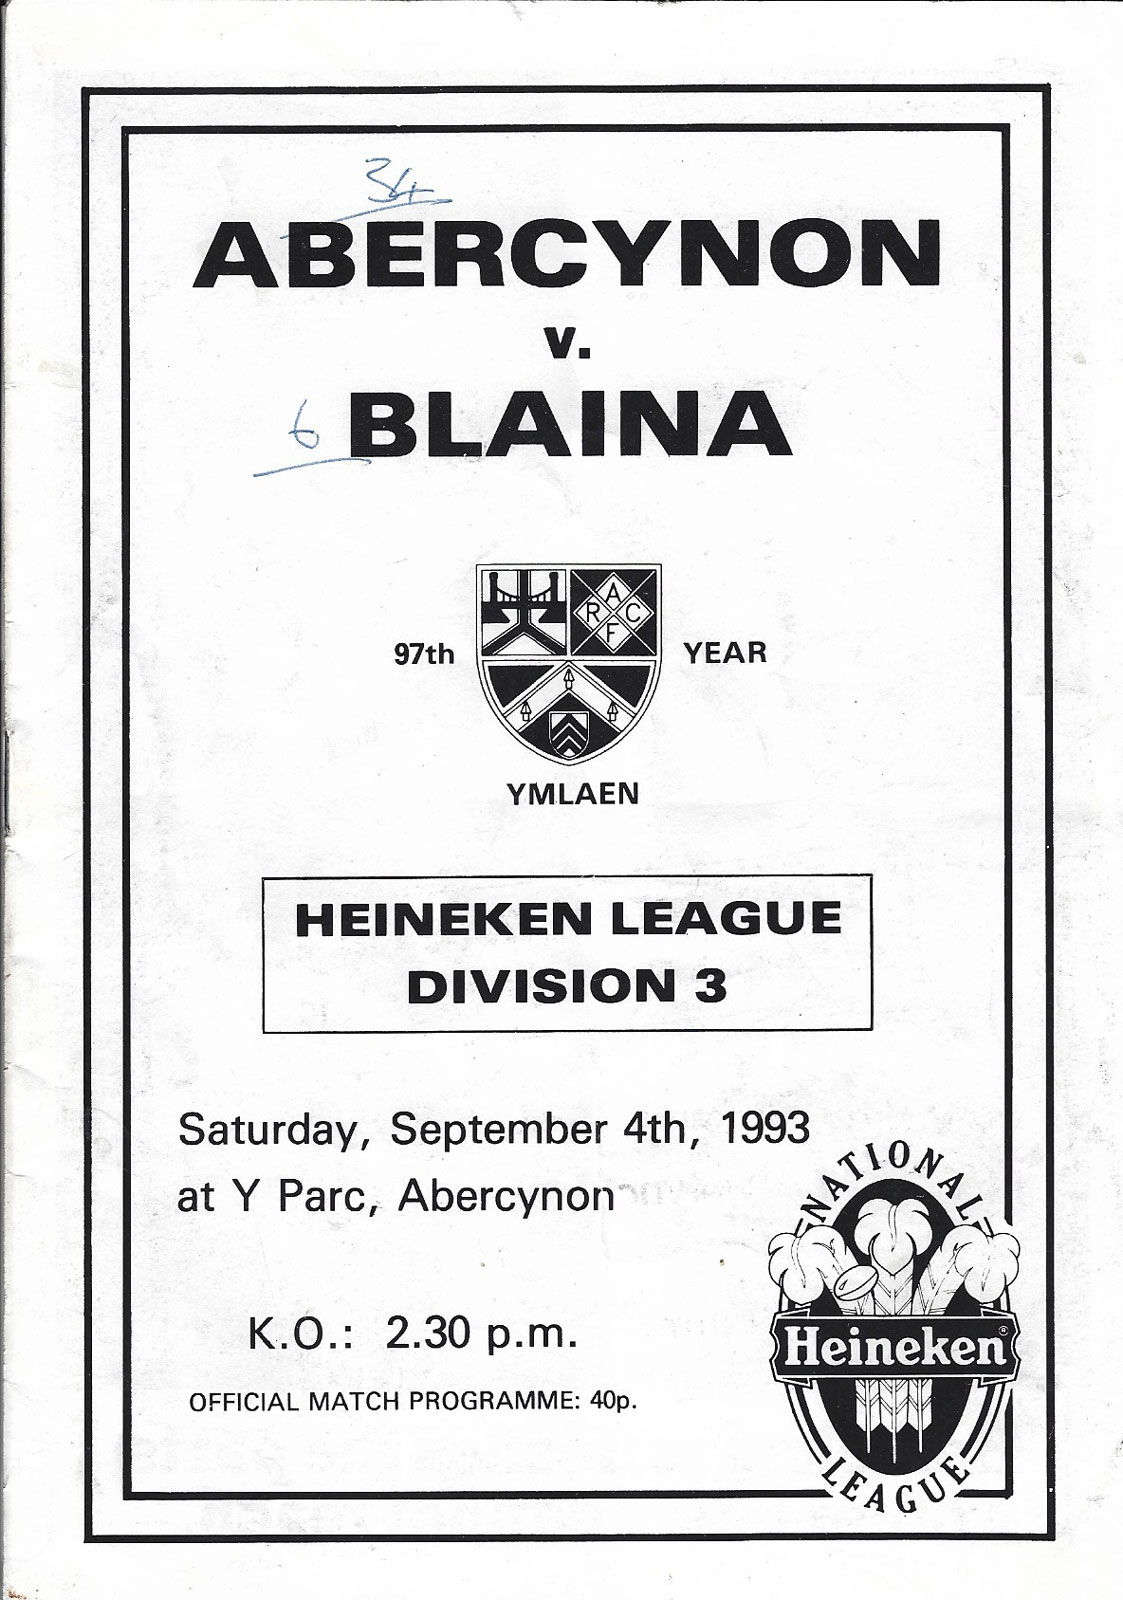 34
ABERCYNON
v.
6 BLAINA
A
R C
F
97th YEAR
YMLAEN
HEINEKEN LEAGUE
DIVISION 3
Saturday, September 4th, 1993
at Y Parc, Abercynon
K.O.: 2.30 p.m.
OFFICIAL MATCH PROGRAMME: 40p.
NATIONAL
Heineken®
LEAGUE